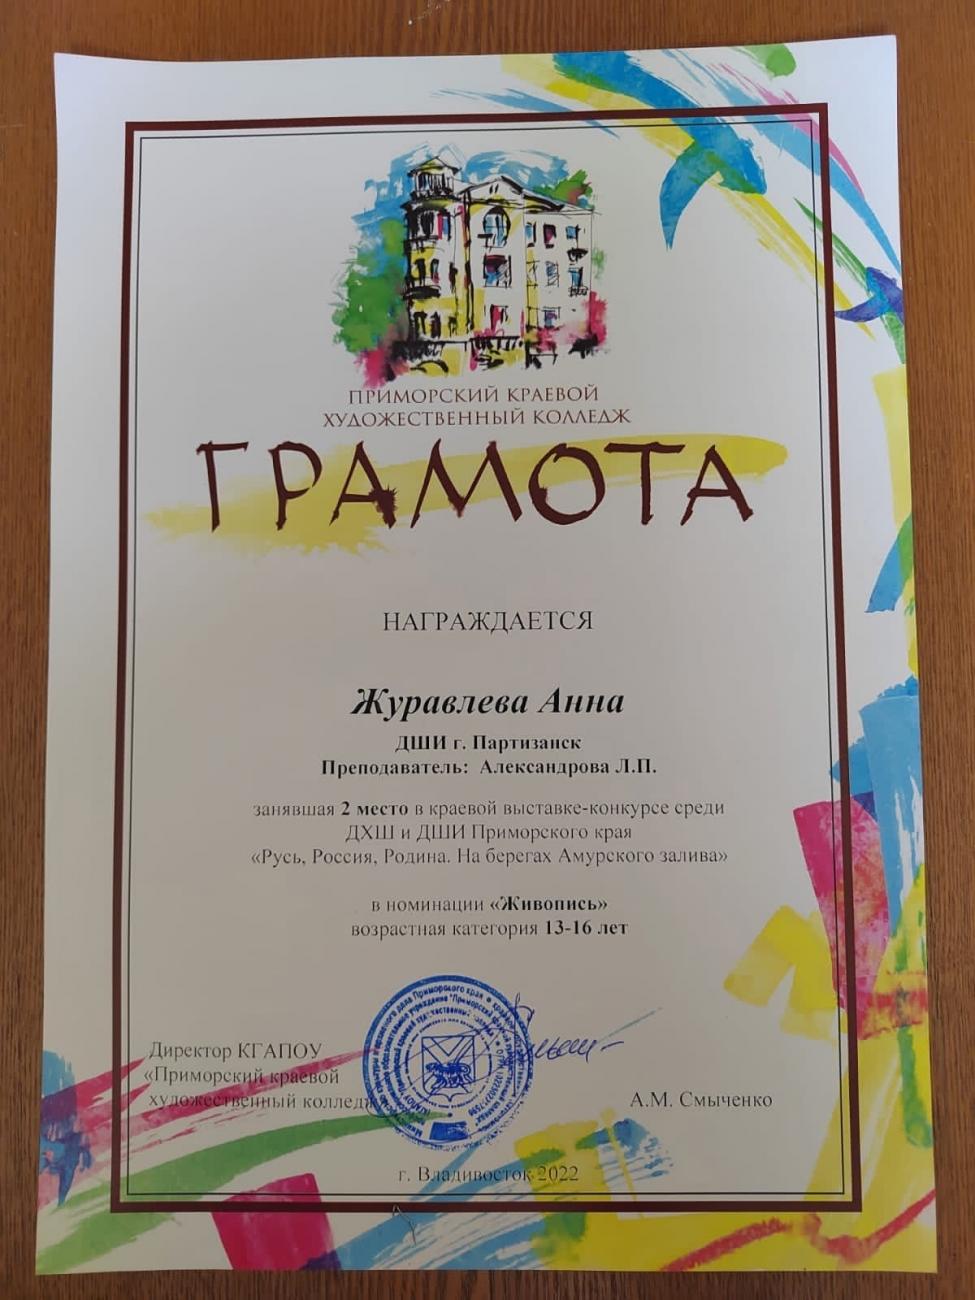 ПРИМОРСКИЙ КРАЕВОЙ
ХУДОЖЕСТВЕННЫЙ КОЛЛЕДЖ
ГРАМОТА
НАГРАЖДАЕТСЯ
Журавлева Анна
ДШИ г. Партизанск
Преподаватель: Александрова Л.П.
занявшая 2 место в краевой выставке-конкурсе среди
ДХШ и ДШИ Приморского края
«Русь, Россия, Родина. На берегах Амурского залива»
в номинации «Живопись»
возрастная категория 13-16 лет
Директор КГАПОУ
«Приморский краевой
художественный колледж
А.М. Смыченко
г. Владивосток 2022